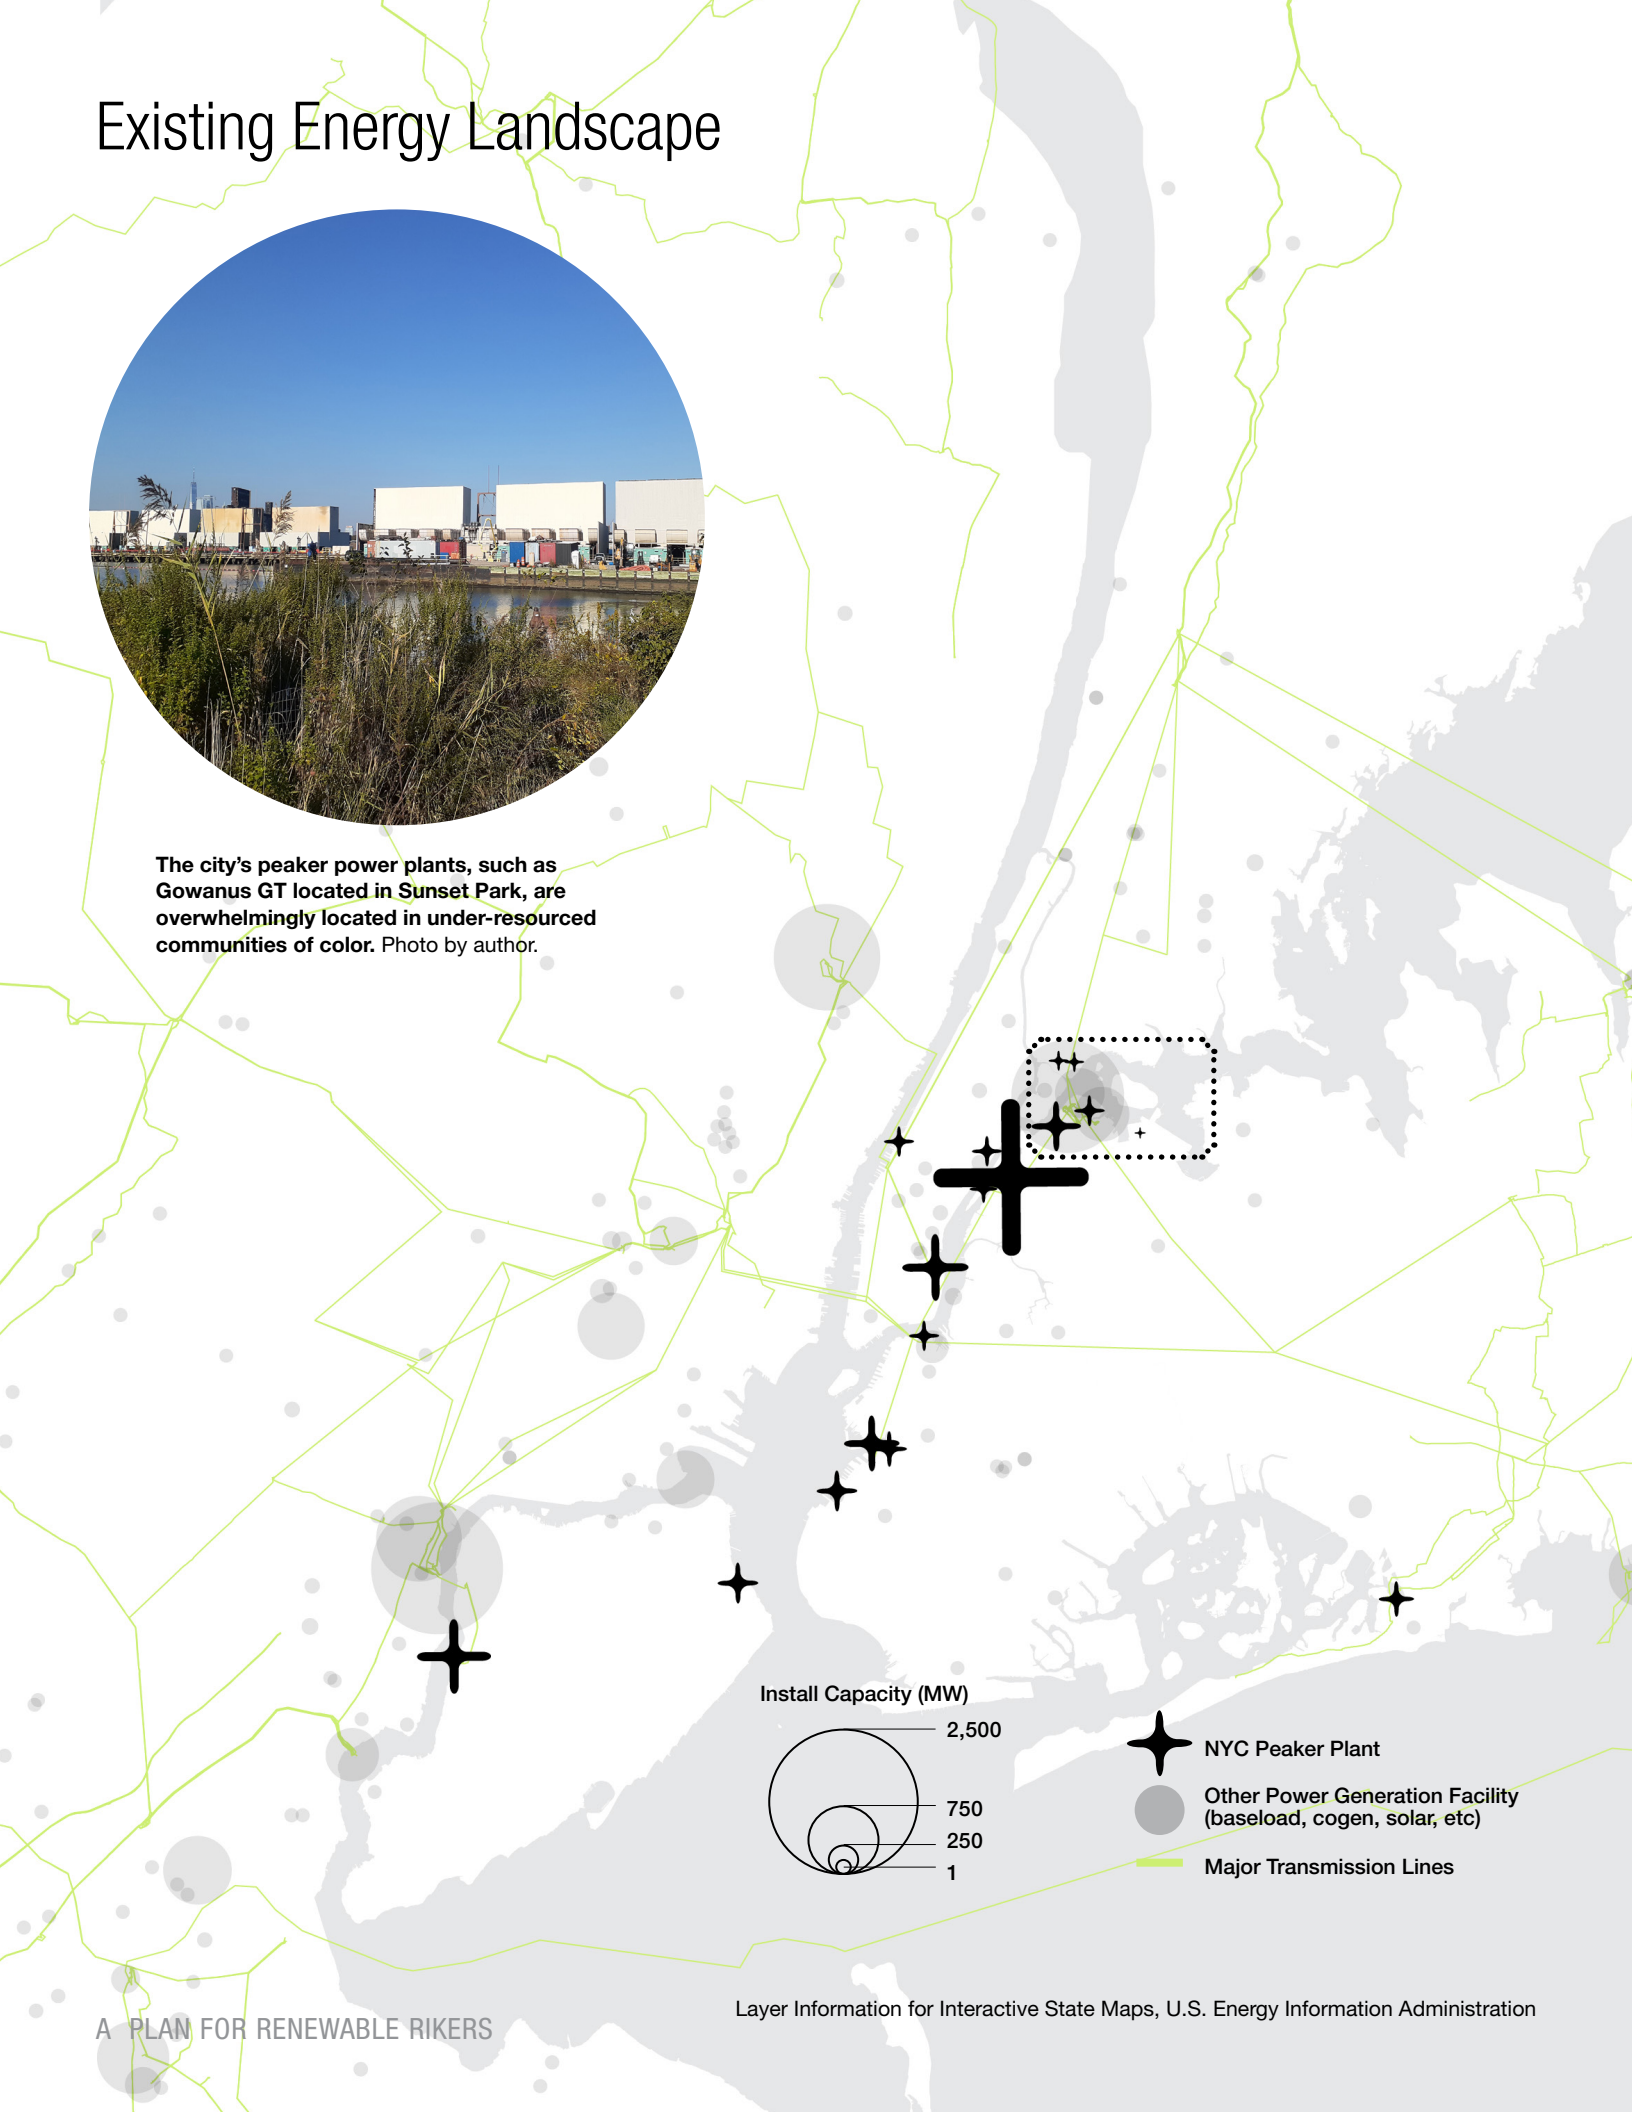 Existing Energy Landscape
The city’s peaker power plants, such as
Gowanus GT located in Sunset Park, are
overwhelmingly located in under-resourced
communities of color. Photo by author.
Install Capacity (MW)
2,500
750
250
1
NYC Peaker Plant
Other Power Generation Facility
(baseload, cogen, solar, etc)
Major Transmission Lines
Layer Information for Interactive State Maps, U.S. Energy Information Administration
A PLAN FOR RENEWABLE RIKERS